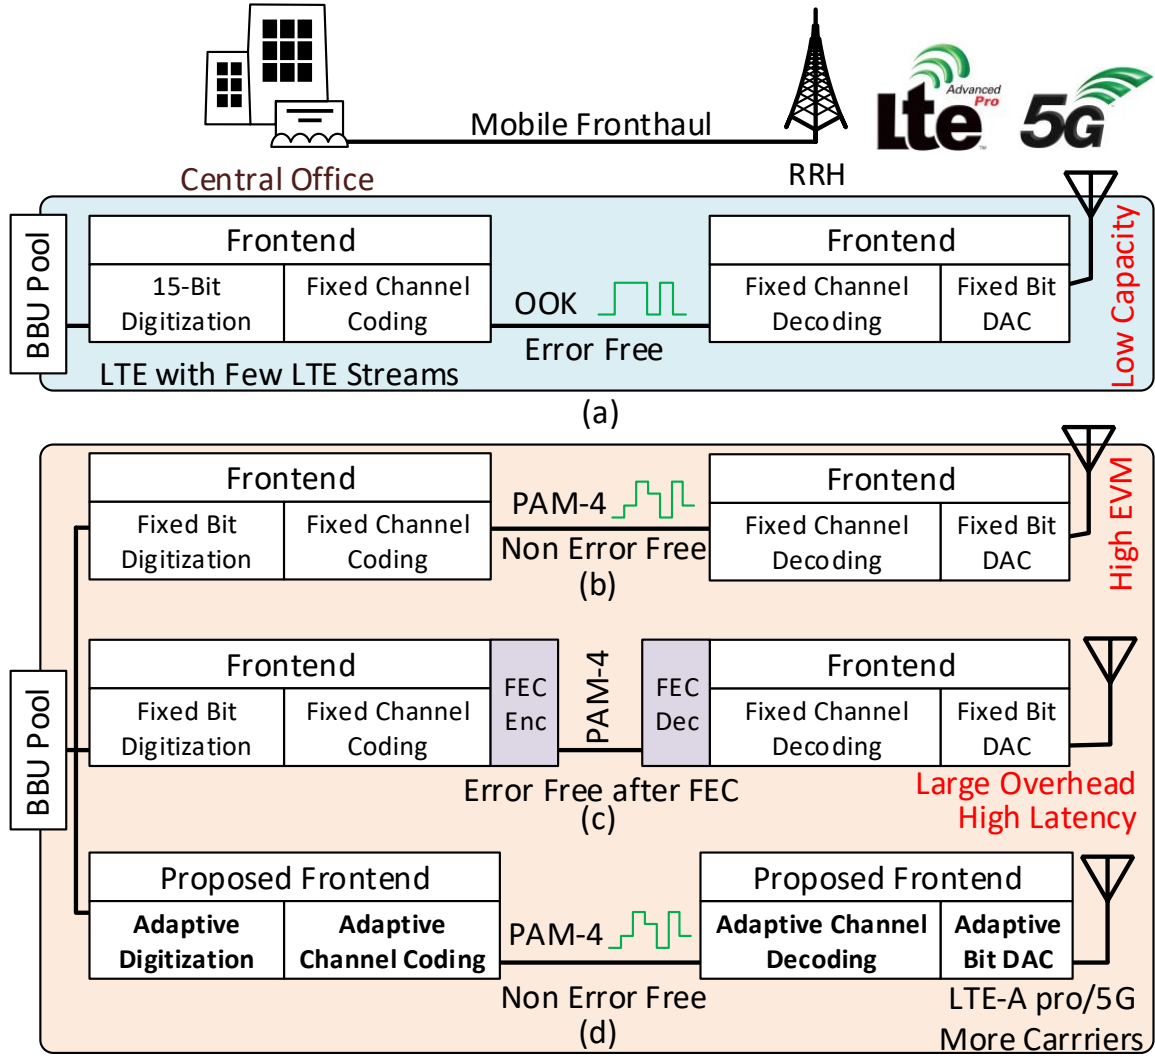 Mobile Fronthaul
Advanced
Pro
Lte
™
5G
Central Office
RRH
BBU Pool
Frontend
15-Bit
Digitization
Fixed Channel
Coding
OOK
Error Free
Frontend
Fixed Channel
Decoding
Fixed Bit
DAC
Low Capacity
LTE with Few LTE Streams
(a)
BBU Pool
Frontend
Fixed Bit
Digitization
Fixed Channel
Coding
PAM-4
Non Error Free
(b)
Frontend
Fixed Channel
Decoding
Fixed Bit
DAC
High EVM
Frontend
Fixed Bit
Digitization
Fixed Channel
Coding
FEC
Enc
PAM-4
FEC
Dec
Frontend
Fixed Channel
Decoding
Fixed Bit
DAC
Error Free after FEC
(c)
Large Overhead
High Latency
Proposed Frontend
Adaptive
Digitization
Adaptive
Channel Coding
PAM-4
Non Error Free
(d)
Proposed Frontend
Adaptive Channel
Decoding
Adaptive
Bit DAC
LTE-A pro/5G
More Carrriers